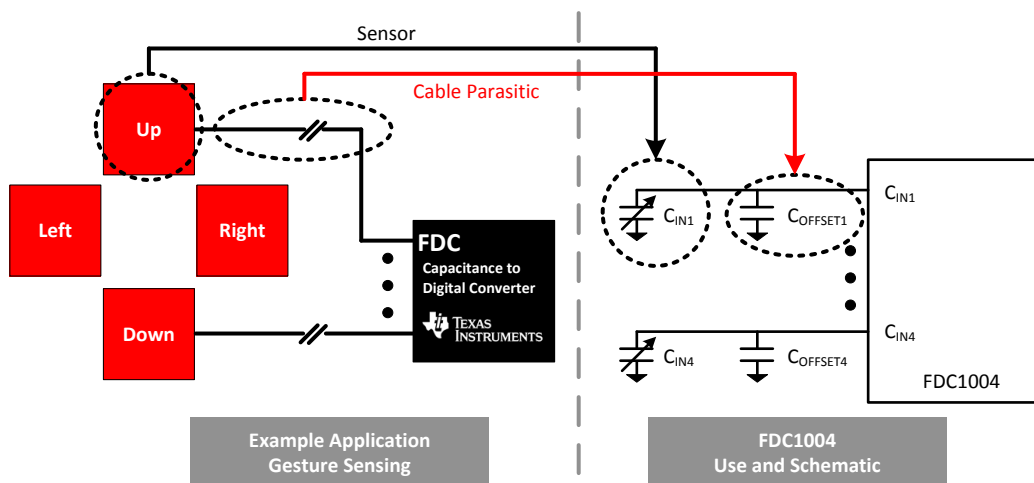 Sensor
Cable Parasitic
Up
Left
Right
Down
FDC
Capacitance to
Digital Converter
TEXAS
INSTRUMENTS
Example Application
Gesture Sensing
CIN1
COFFSET1
CIN1
CIN4
COFFSET4
CIN4
FDC1004
FDC1004
Use and Schematic